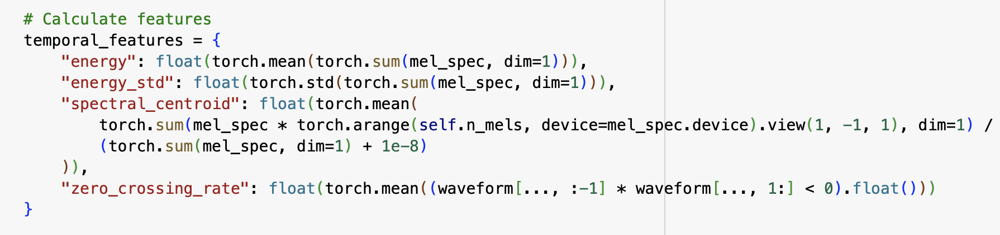 # Calculate features
temporal_features = {
    "energy": float(torch.mean(torch.sum(mel_spec, dim=1))),
    "energy_std": float(torch.std(torch.sum(mel_spec, dim=1))),
    "spectral_centroid": float(torch.mean(
        torch.sum(mel_spec * torch.arange(self.n_mels, device=mel_spec.device).view(1, -1, 1), dim=1) /
        (torch.sum(mel_spec, dim=1) + 1e-8)
    )),
    "zero_crossing_rate": float(torch.mean((waveform[..., :-1] * waveform[..., 1:] < 0).float()))
}